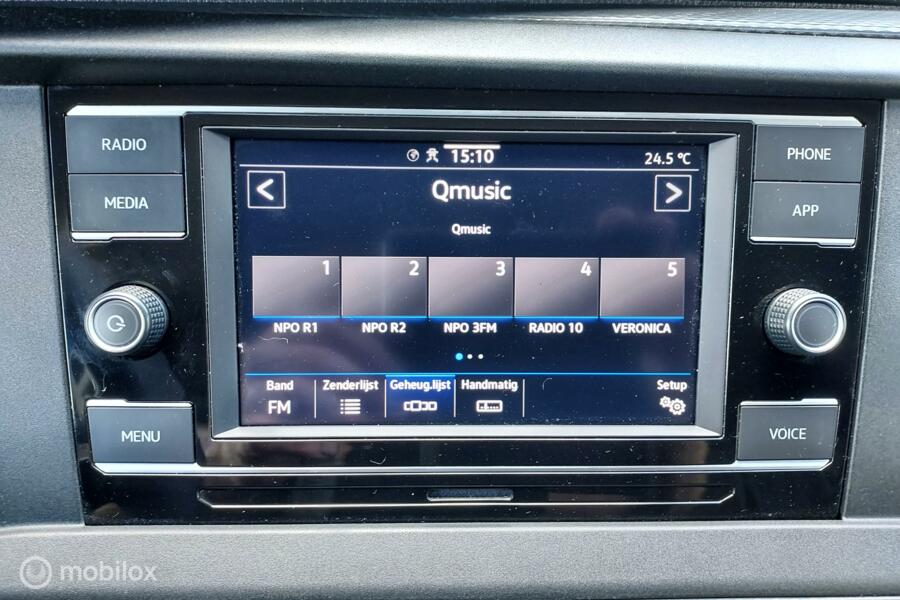 RADIO
MEDIA
MENU
15:10
24.5 °C
<
Qmusic
>
Qmusic
1
2
3
4
5
NPO R1
NPO R2
NPO 3FM
RADIO 10
VERONICA
Band
FM
Zenderlijst
Geheug.lijst
Handmatig
Setup
PHONE
APP
VOICE
mobilox